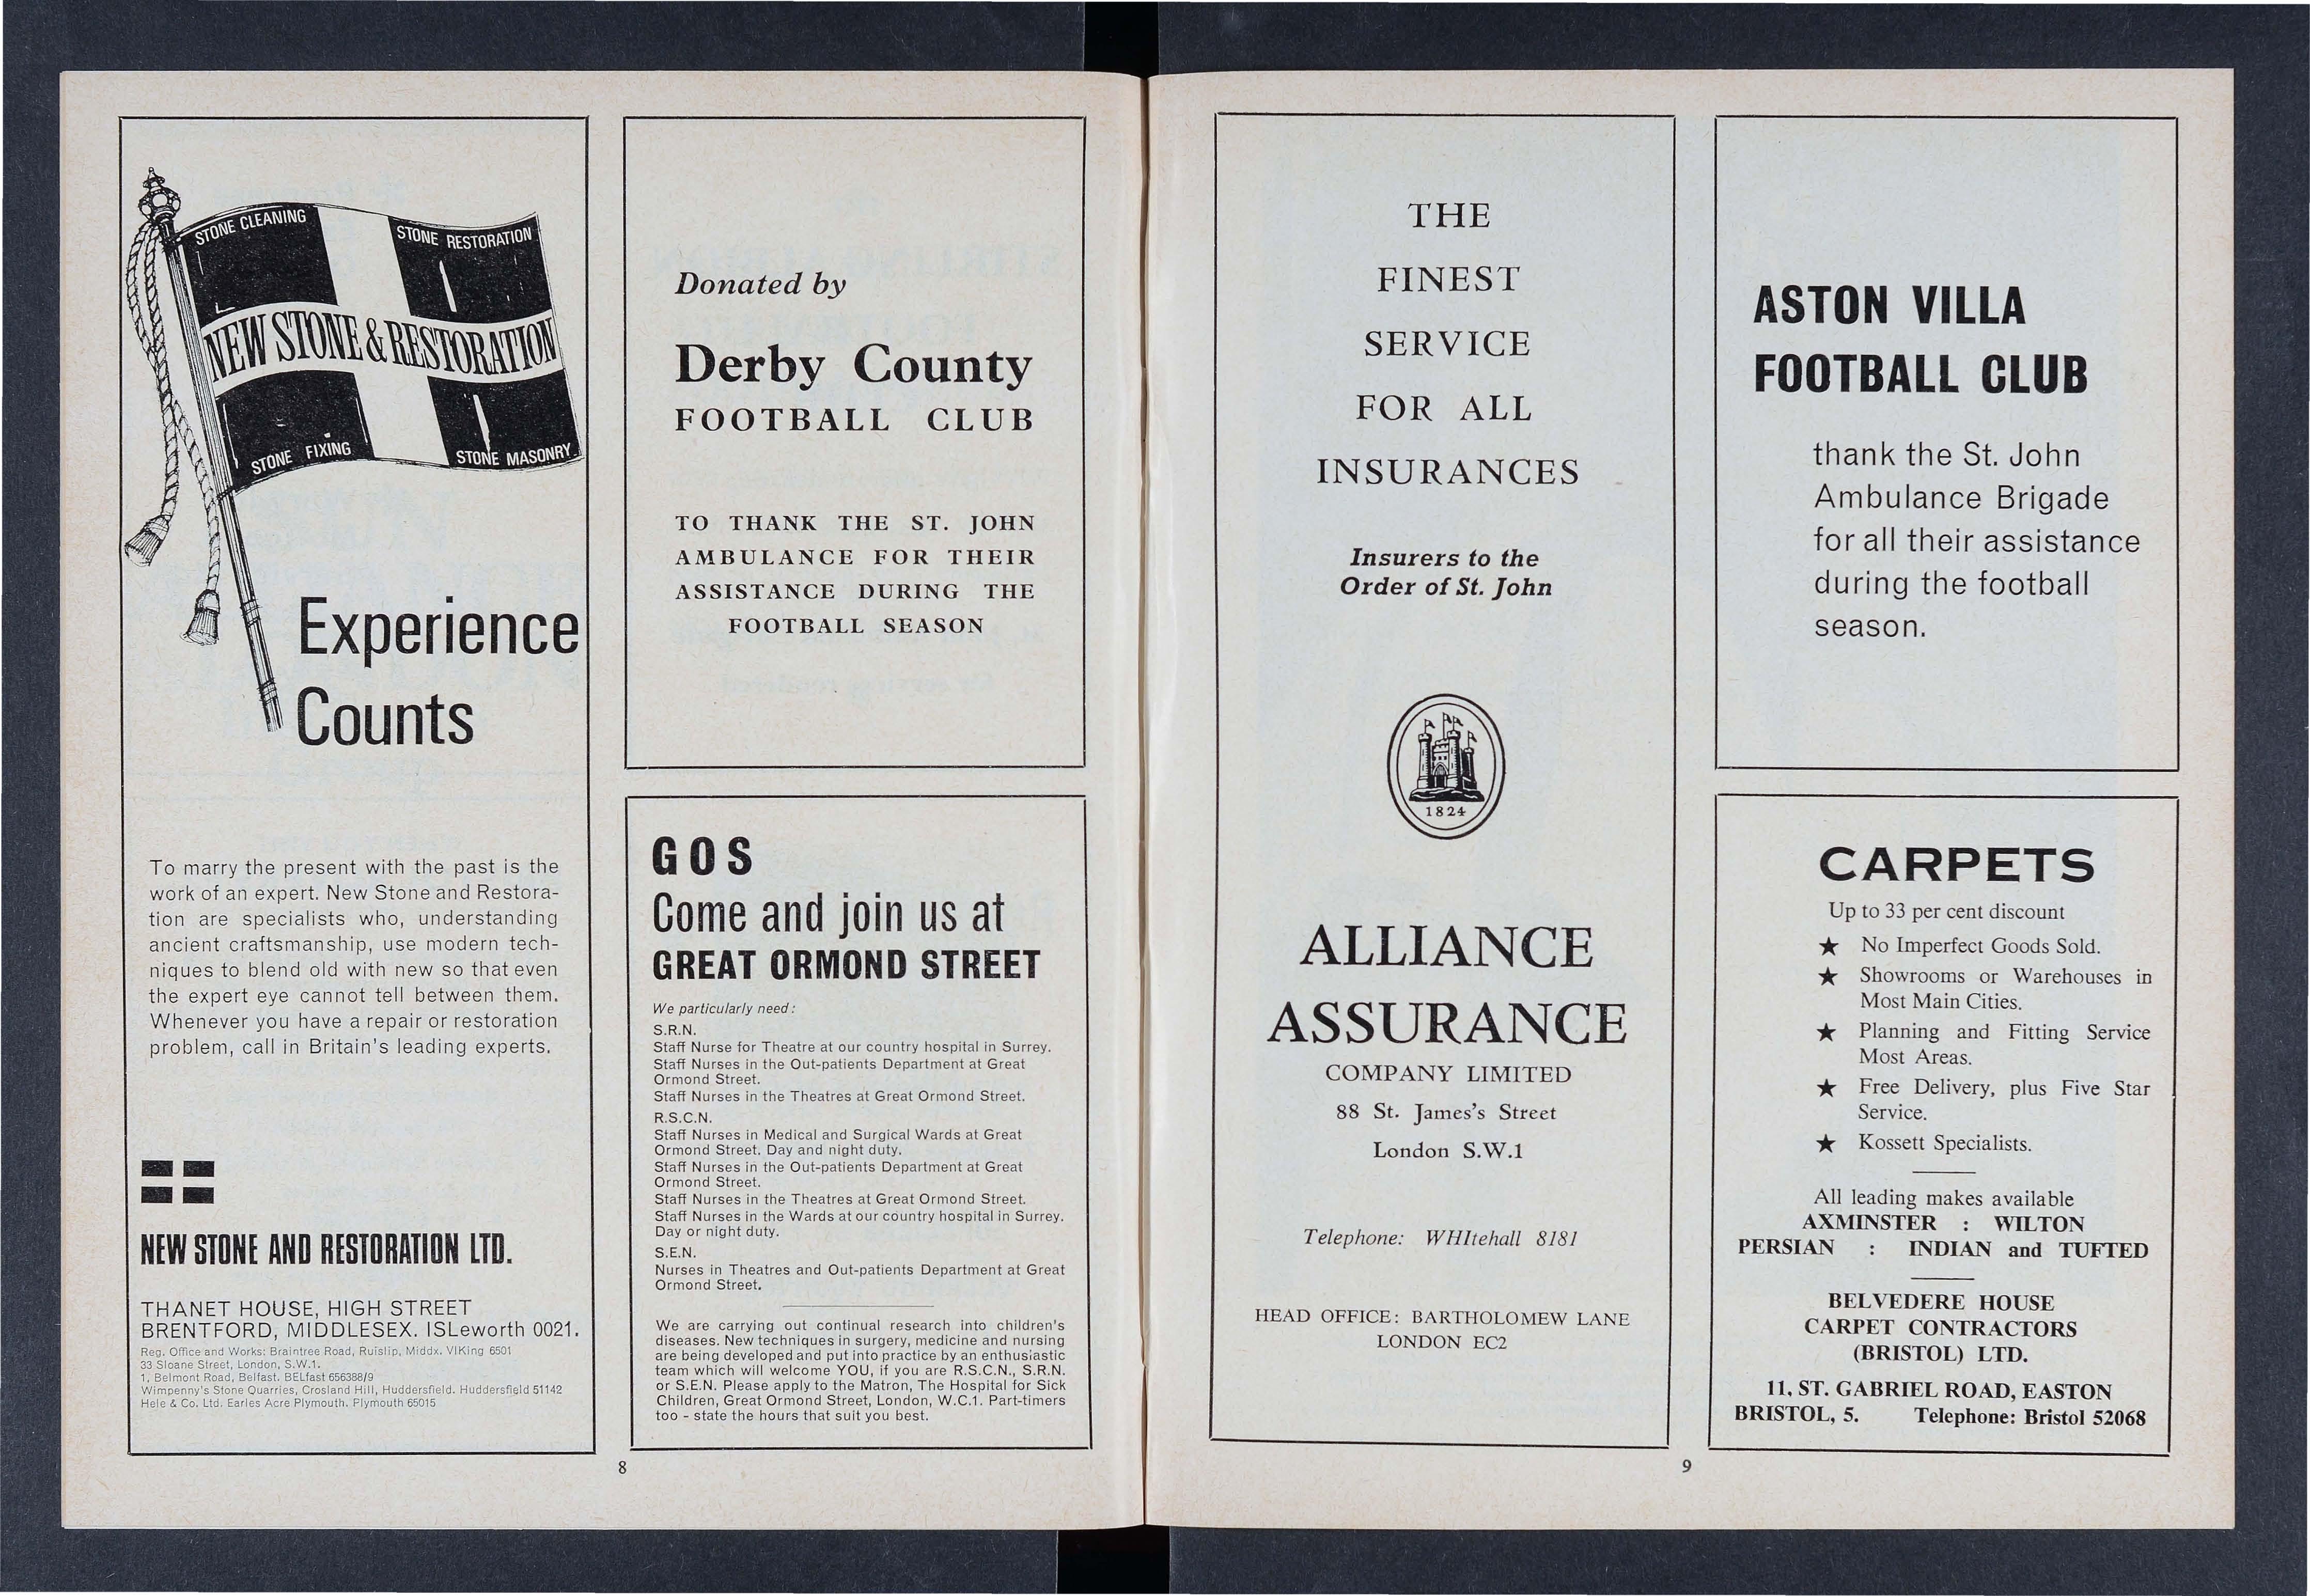 STONE CLEANING
STONE RESTORATION
NEW STONE & RESTORATION
STONE FIXING
STONE MASONRY
Experience
Counts
To marry the present with the past is the
work of an expert. New Stone and Restora-
tion are specialists who, understanding
ancient craftsmanship, use modern tech-
niques to blend old with new so that even
the expert eye cannot tell between them.
Whenever you have a repair or restoration
problem, call in Britain's leading experts.
NEW STONE AND RESTORATION LTD.
THANET HOUSE, HIGH STREET
BRENTFORD, MIDDLESEX. ISLeworth 0021.
Reg. Office and Works: Braintree Road, Ruislip, Middx. VIKing 6501
33 Sloane Street, London, S.W.1.
1, Belmont Road, Belfast. BELfast 656388/9
Wimpenny's Stone Quarries, Crosland Hill, Huddersfield. Huddersfield 51142
Hele & Co. Ltd. Earles Acre Plymouth. Plymouth 65015
Donated by
Derby County
FOOTBALL CLUB
TO THANK THE ST. JOHN
AMBULANCE FOR THEIR
ASSISTANCE DURING THE
FOOTBALL SEASON
GOS
Come and join us at
GREAT ORMOND STREET
We particularly need:
S.R.N.
Staff Nurse for Theatre at our country hospital in Surrey.
Staff Nurses in the Out-patients Department at Great
Ormond Street.
Staff Nurses in the Theatres at Great Ormond Street.
R.S.C.N.
Staff Nurses in Medical and Surgical Wards at Great
Ormond Street. Day and night duty.
Staff Nurses in the Out-patients Department at Great
Ormond Street.
Staff Nurses in the Theatres at Great Ormond Street.
Staff Nurses in the Wards at our country hospital in Surrey.
Day or night duty.
S.E.N.
Nurses in Theatres and Out-patients Department at Great
Ormond Street.
We are carrying out continual research into children's
diseases. New techniques in surgery, medicine and nursing
are being developed and put into practice by an enthusiastic
team which will welcome YOU, if you are R.S.C.N., S.R.N.
or S.E.N. Please apply to the Matron, The Hospital for Sick
Children, Great Ormond Street, London, W.C.1. Part-timers
too - state the hours that suit you best.
8
THE
FINEST
SERVICE
FOR ALL
INSURANCES
Insurers to the
Order of St. John
1824
ALLIANCE
ASSURANCE
COMPANY LIMITED
88 St. James's Street
London S.W.1
Telephone: WHItehall 8181
HEAD OFFICE: BARTHOLOMEW LANE
LONDON EC2
ASTON VILLA
FOOTBALL CLUB
thank the St. John
Ambulance Brigade
for all their assistance
during the football
season.
CARPETS
Up to 33 per cent discount
★ No Imperfect Goods Sold.
★ Showrooms or Warehouses in
Most Main Cities.
★ Planning and Fitting Service
Most Areas.
★ Free Delivery, plus Five Star
Service.
★ Kossett Specialists.
All leading makes available
AXMINSTER : WILTON
PERSIAN : INDIAN and TUFTED
BELVEDERE HOUSE
CARPET CONTRACTORS
(BRISTOL) LTD.
11, ST. GABRIEL ROAD, EASTON
BRISTOL, 5. Telephone: Bristol 52068
9